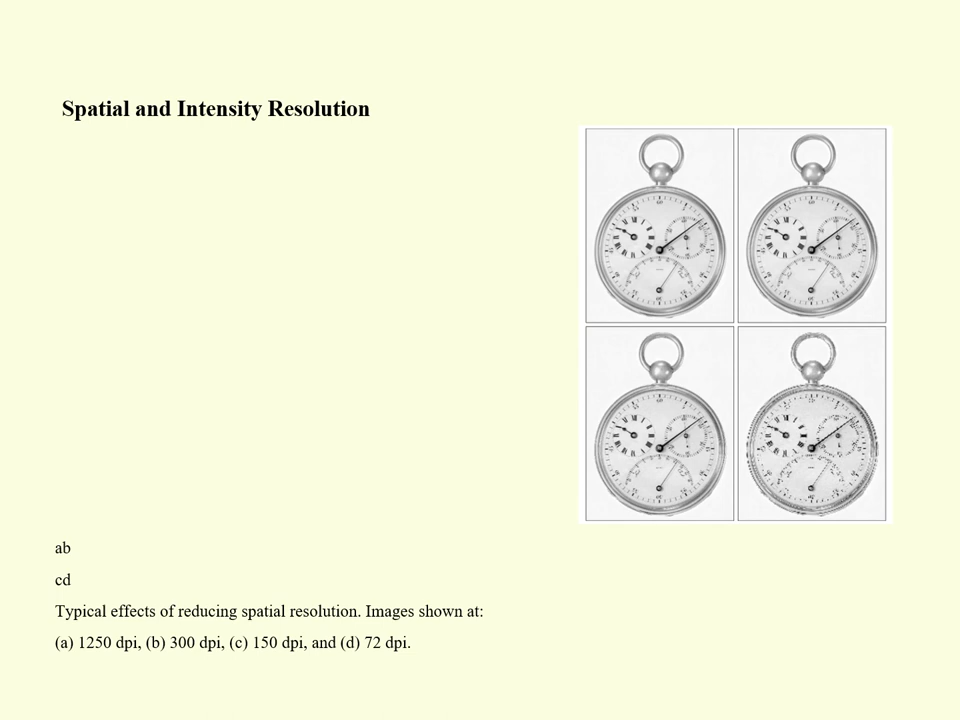 Spatial and Intensity Resolution
ab
cd
Typical effects of reducing spatial resolution. Images shown at:
(a) 1250 dpi, (b) 300 dpi, (c) 150 dpi, and (d) 72 dpi.